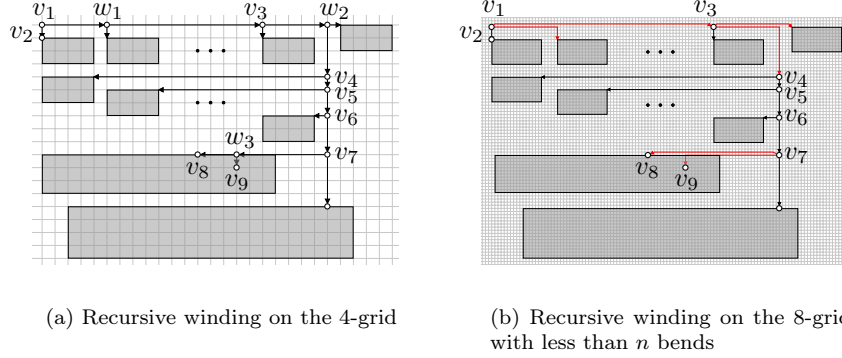 v1 w1 v3 w2
v2
v4
v5
v6
w3
v7
v8
v9
(a) Recursive winding on the 4-grid
v1 v3
v2
v4
v5
v6
v7
v8
v9
(b) Recursive winding on the 8-grid
with less than n bends